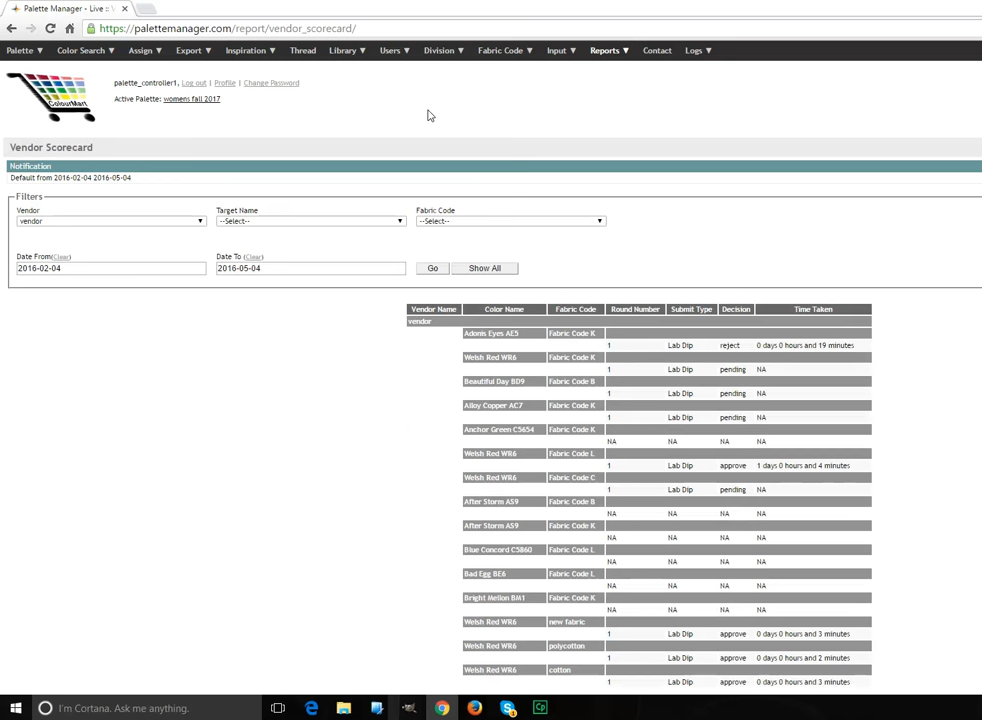 Palette Manager - Live :: V
https://palettemanager.com/report/vendor_scorecard/
Palette ▼ Color Search ▼ Assign ▼ Export ▼ Inspiration ▼ Thread Library ▼ Users ▼ Division ▼ Fabric Code ▼ Input ▼ Reports ▼ Contact Logs ▼
ColourMart
palette_controller1, Log out | Profile | Change Password
Active Palette: womens fall 2017
Vendor Scorecard
Notification
Default from 2016-02-04 2016-05-04
Filters
Vendor Target Name Fabric Code
vendor --Select-- --Select--
Date From(Clear) Date To (Clear)
2016-02-04 2016-05-04 Go Show All
Vendor Name Color Name Fabric Code Round Number Submit Type Decision Time Taken
vendor
Adonis Eyes AE5 Fabric Code K
1 Lab Dip reject 0 days 0 hours and 19 minutes
Welsh Red WR6 Fabric Code K
1 Lab Dip pending NA
Beautiful Day BD9 Fabric Code B
1 Lab Dip pending NA
Alloy Copper AC7 Fabric Code K
1 Lab Dip pending NA
Anchor Green C5654 Fabric Code K
NA NA NA NA
Welsh Red WR6 Fabric Code L
1 Lab Dip approve 1 days 0 hours and 4 minutes
Welsh Red WR6 Fabric Code C
1 Lab Dip pending NA
After Storm AS9 Fabric Code B
NA NA NA NA
After Storm AS9 Fabric Code K
NA NA NA NA
Blue Concord C5860 Fabric Code L
NA NA NA NA
Bad Egg BE6 Fabric Code L
NA NA NA NA
Bright Mellon BM1 Fabric Code K
NA NA NA NA
Welsh Red WR6 new fabric
1 Lab Dip approve 0 days 0 hours and 3 minutes
Welsh Red WR6 polycotton
1 Lab Dip approve 0 days 0 hours and 2 minutes
Welsh Red WR6 cotton
1 Lab Dip approve 0 days 0 hours and 3 minutes
I'm Cortana. Ask me anything.
Cp